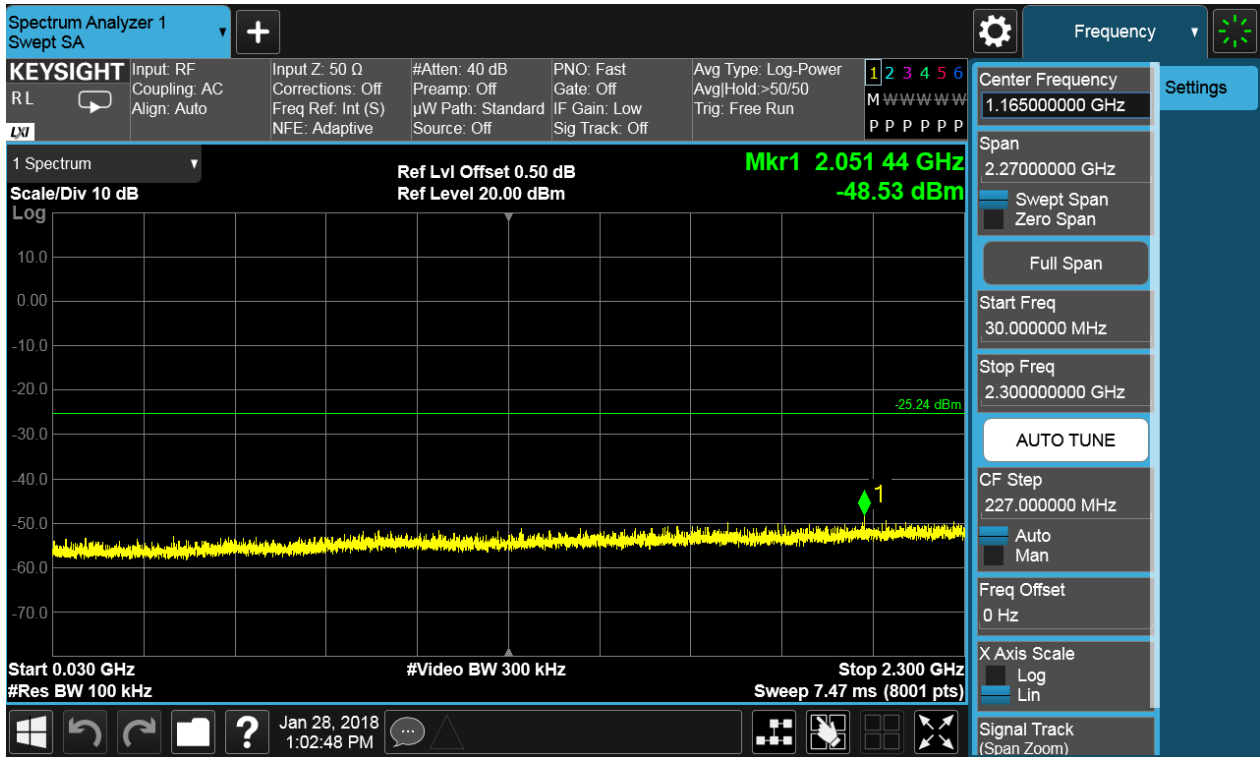 Spectrum Analyzer 1
Swept SA
+
Frequency
KEYSIGHT
RL
LXI
Input: RF
Coupling: AC
Align: Auto
Input Z: 50 Ω
Corrections: Off
Freq Ref: Int (S)
NFE: Adaptive
#Atten: 40 dB
Preamp: Off
µW Path: Standard
Source: Off
PNO: Fast
Gate: Off
IF Gain: Low
Sig Track: Off
Avg Type: Log-Power
Avg|Hold:>50/50
Trig: Free Run
1 2 3 4 5 6
M W W W W W
P P P P P P
1 Spectrum
Scale/Div 10 dB
Log
Ref Lvl Offset 0.50 dB
Ref Level 20.00 dBm
Mkr1 2.051 44 GHz
-48.53 dBm
10.0
0.00
-10.0
-20.0
-25.24 dBm
-30.0
-40.0
1
-50.0
-60.0
-70.0
Start 0.030 GHz
#Video BW 300 kHz
Stop 2.300 GHz
#Res BW 100 kHz
Sweep 7.47 ms (8001 pts)
?
Jan 28, 2018
1:02:48 PM
Center Frequency
1.165000000 GHz
Settings
Span
2.27000000 GHz
Swept Span
Zero Span
Full Span
Start Freq
30.000000 MHz
Stop Freq
2.300000000 GHz
AUTO TUNE
CF Step
227.000000 MHz
Auto
Man
Freq Offset
0 Hz
X Axis Scale
Log
Lin
Signal Track
(Span Zoom)